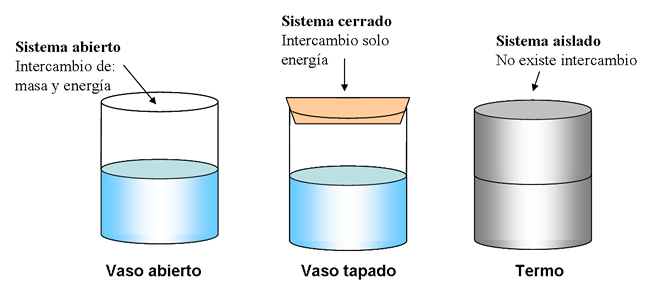 Sistema abierto
Intercambio de:
masa y energía
Sistema cerrado
Intercambio solo
energía
Sistema aislado
No existe intercambio
Vaso abierto
Vaso tapado
Termo